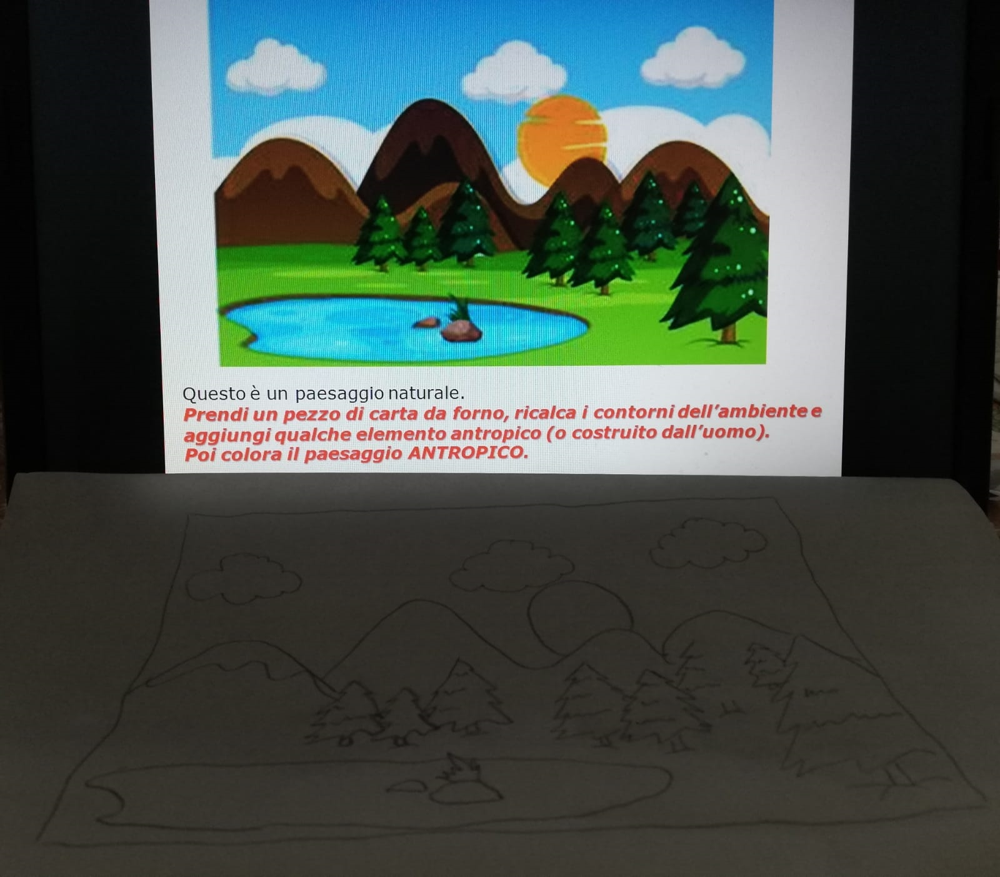 Questo è un paesaggio naturale.
Prendi un pezzo di carta da forno, ricalca i contorni dell'ambiente e
aggiungi qualche elemento antropico (o costruito dall'uomo).
Poi colora il paesaggio ANTROPICO.